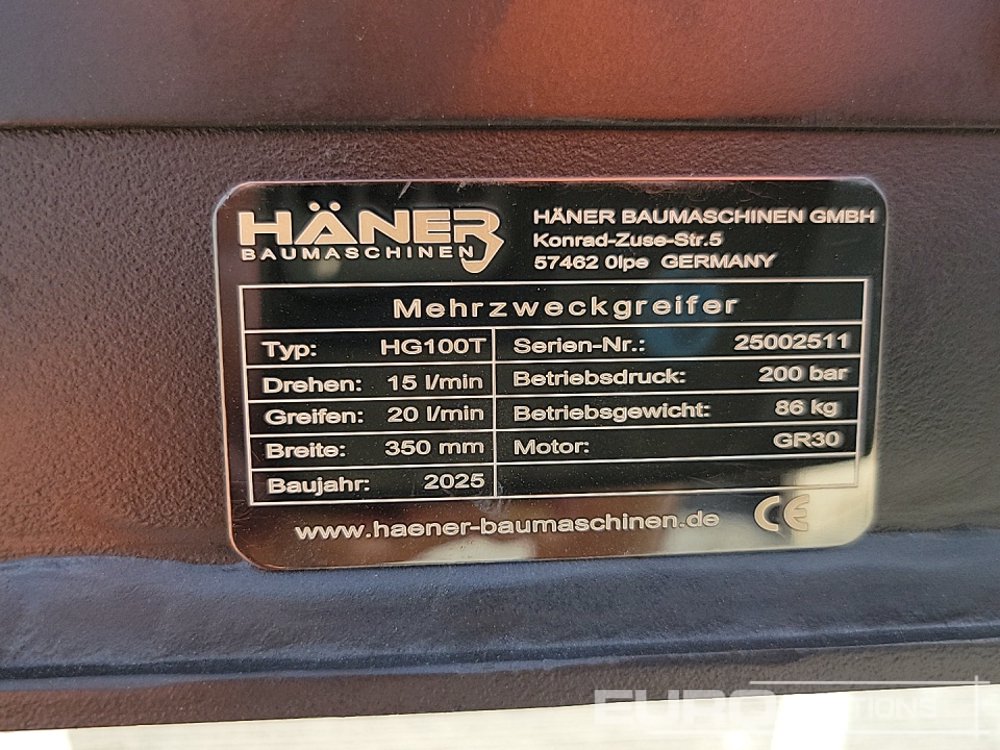 HÄNER
BAUMASCHINEN
HÄNER BAUMASCHINEN GMBH
Konrad-Zuse-Str.5
57462 Olpe GERMANY
Mehrzweckgreifer
Typ: HG100T
Serien-Nr.: 25002511
Drehen: 15 l/min
Betriebsdruck: 200 bar
Greifen: 20 l/min
Betriebsgewicht: 86 kg
Breite: 350 mm
Motor: GR30
Baujahr: 2025
www.haener-baumaschinen.de CE
EURO AUCTIONS